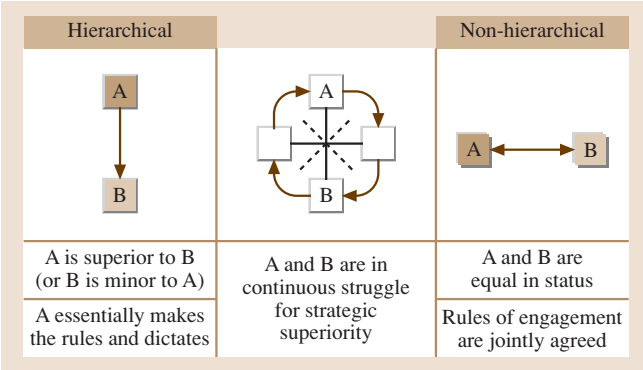 Hierarchical
Non-hierarchical
A
B
A
B
A
B
A is superior to B
(or B is minor to A)
A essentially makes
the rules and dictates
A and B are in
continuous struggle
for strategic
superiority
A and B are
equal in status
Rules of engagement
are jointly agreed